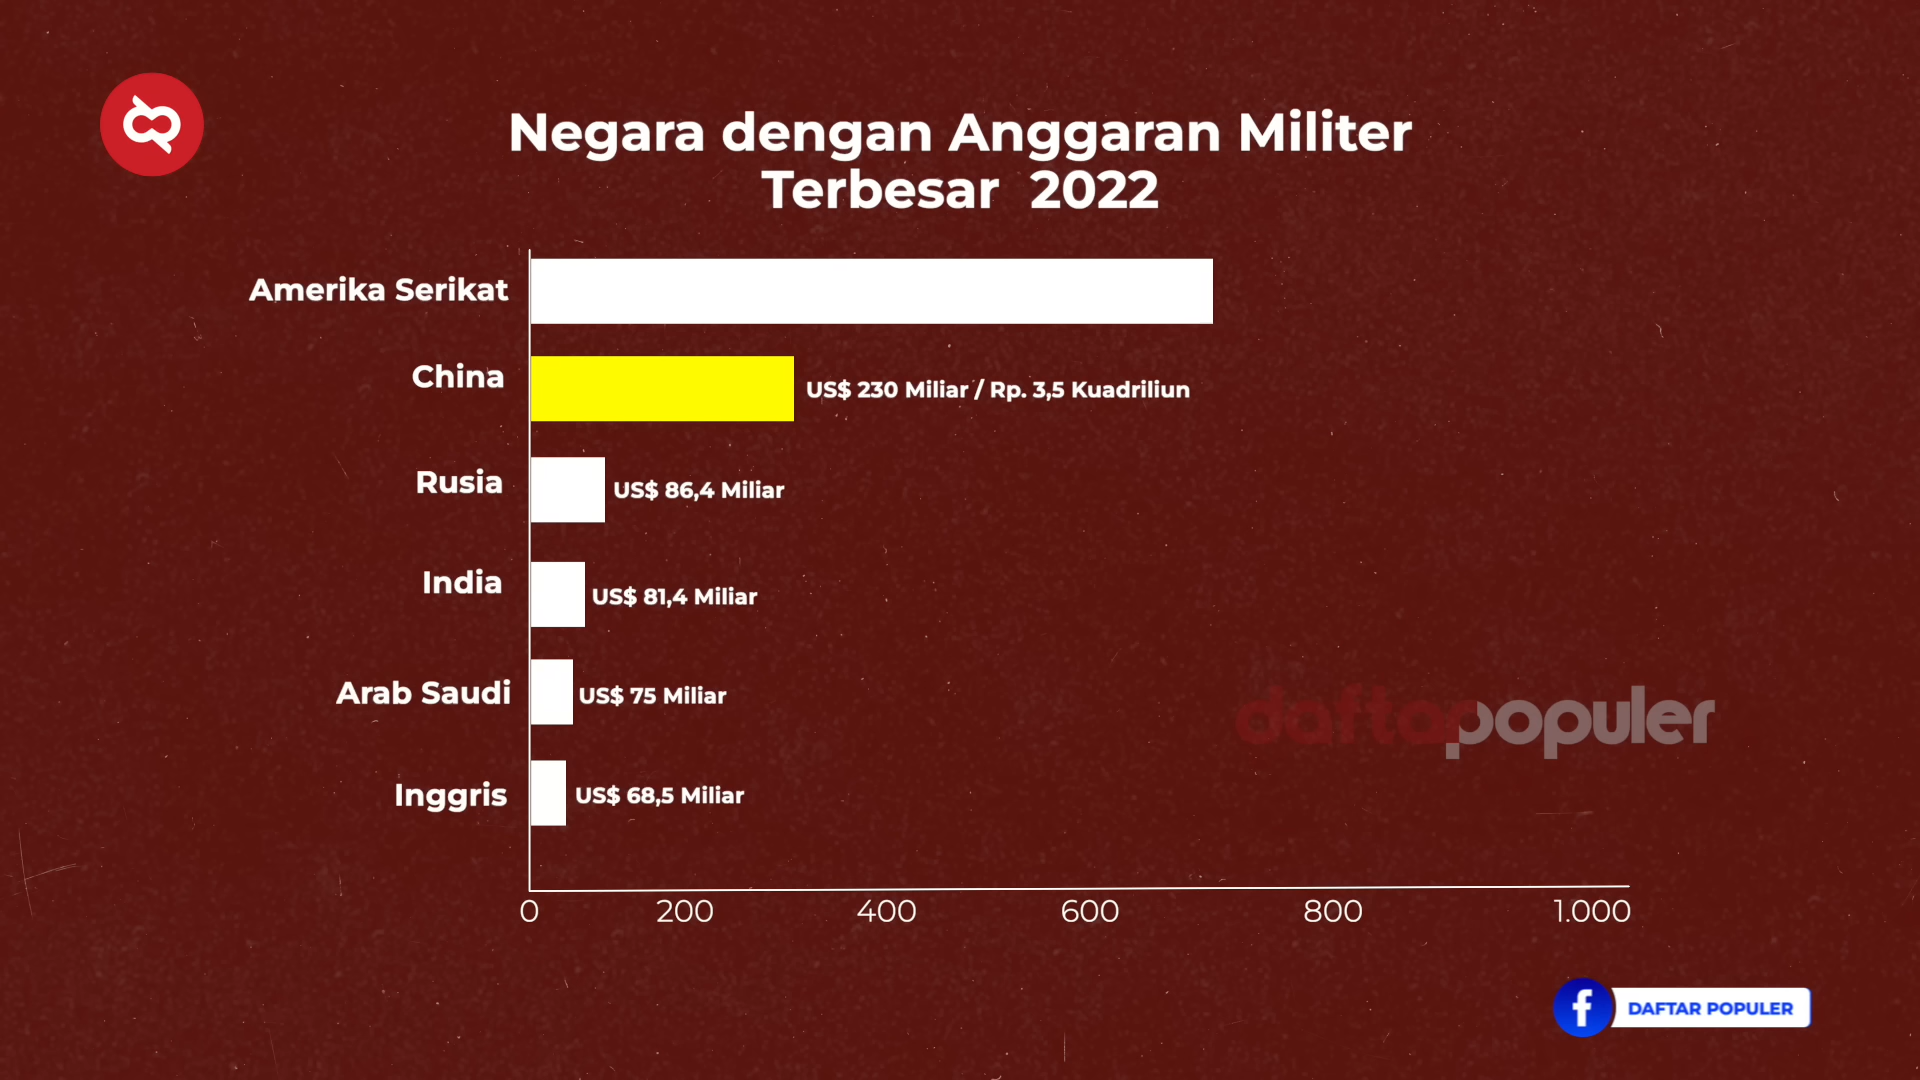 Negara dengan Anggaran Militer
Terbesar 2022
Amerika Serikat
China
US$ 230 Miliar / Rp. 3,5 Kuadriliun
Rusia
US$ 86,4 Miliar
India
US$ 81,4 Miliar
Arab Saudi
US$ 75 Miliar
daftarpopuler
Inggris
US$ 68,5 Miliar
0 200 400 600 800 1.000
DAFTAR POPULER